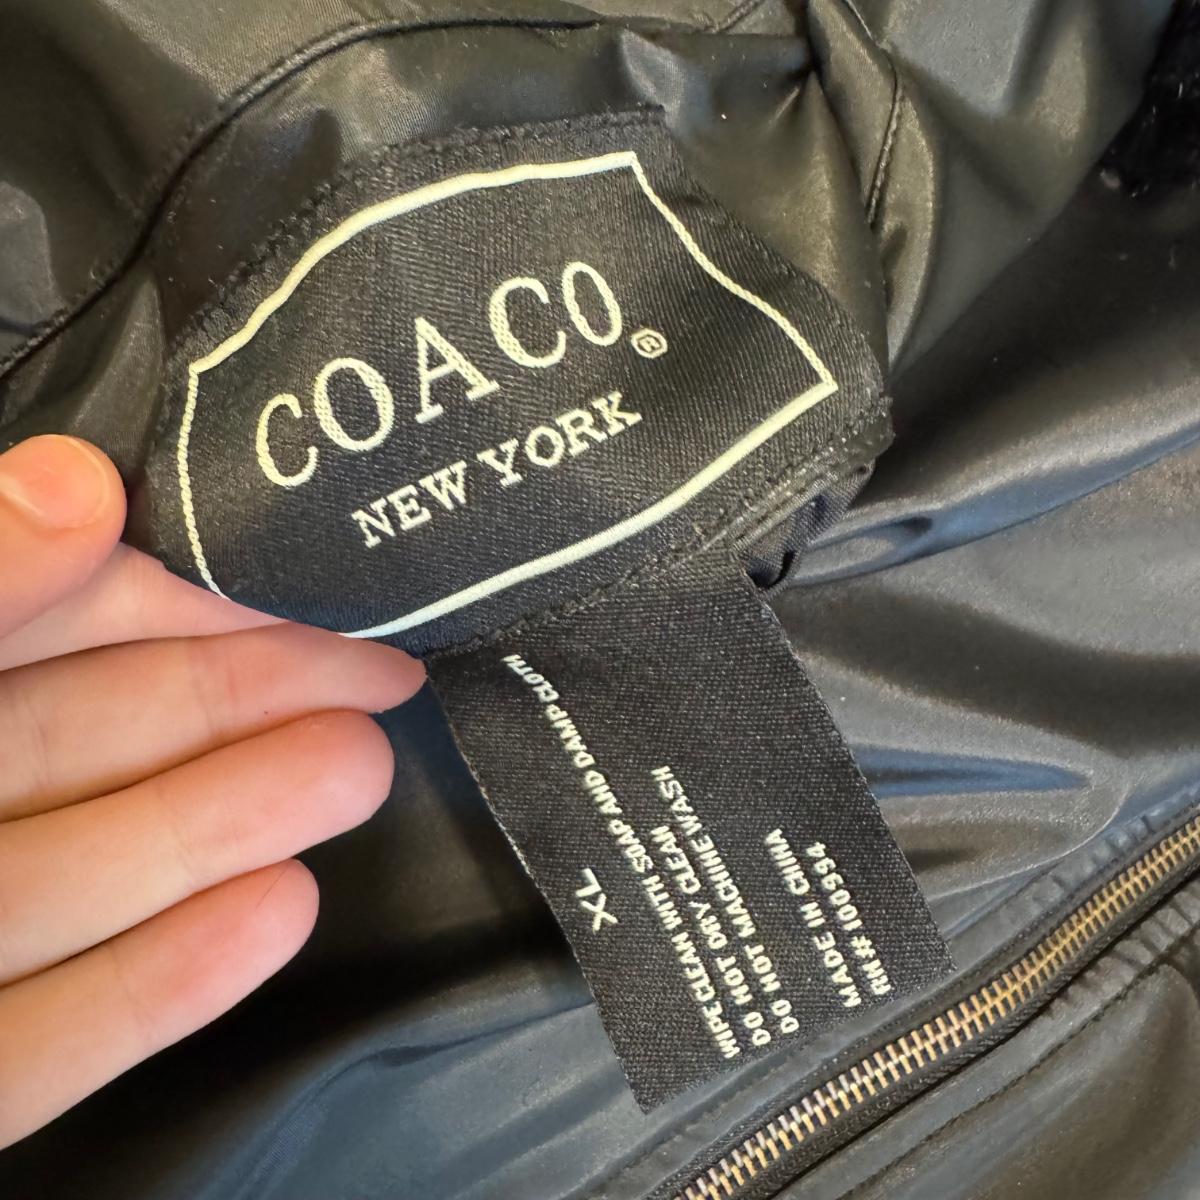 COACO®
NEW YORK
XL
WIPE CLEAN WITH SOAP AND DAMP CLOTH
DO NOT DRY CLEAN
DO NOT MACHINE WASH
MADE IN CHINA
RN# 100994